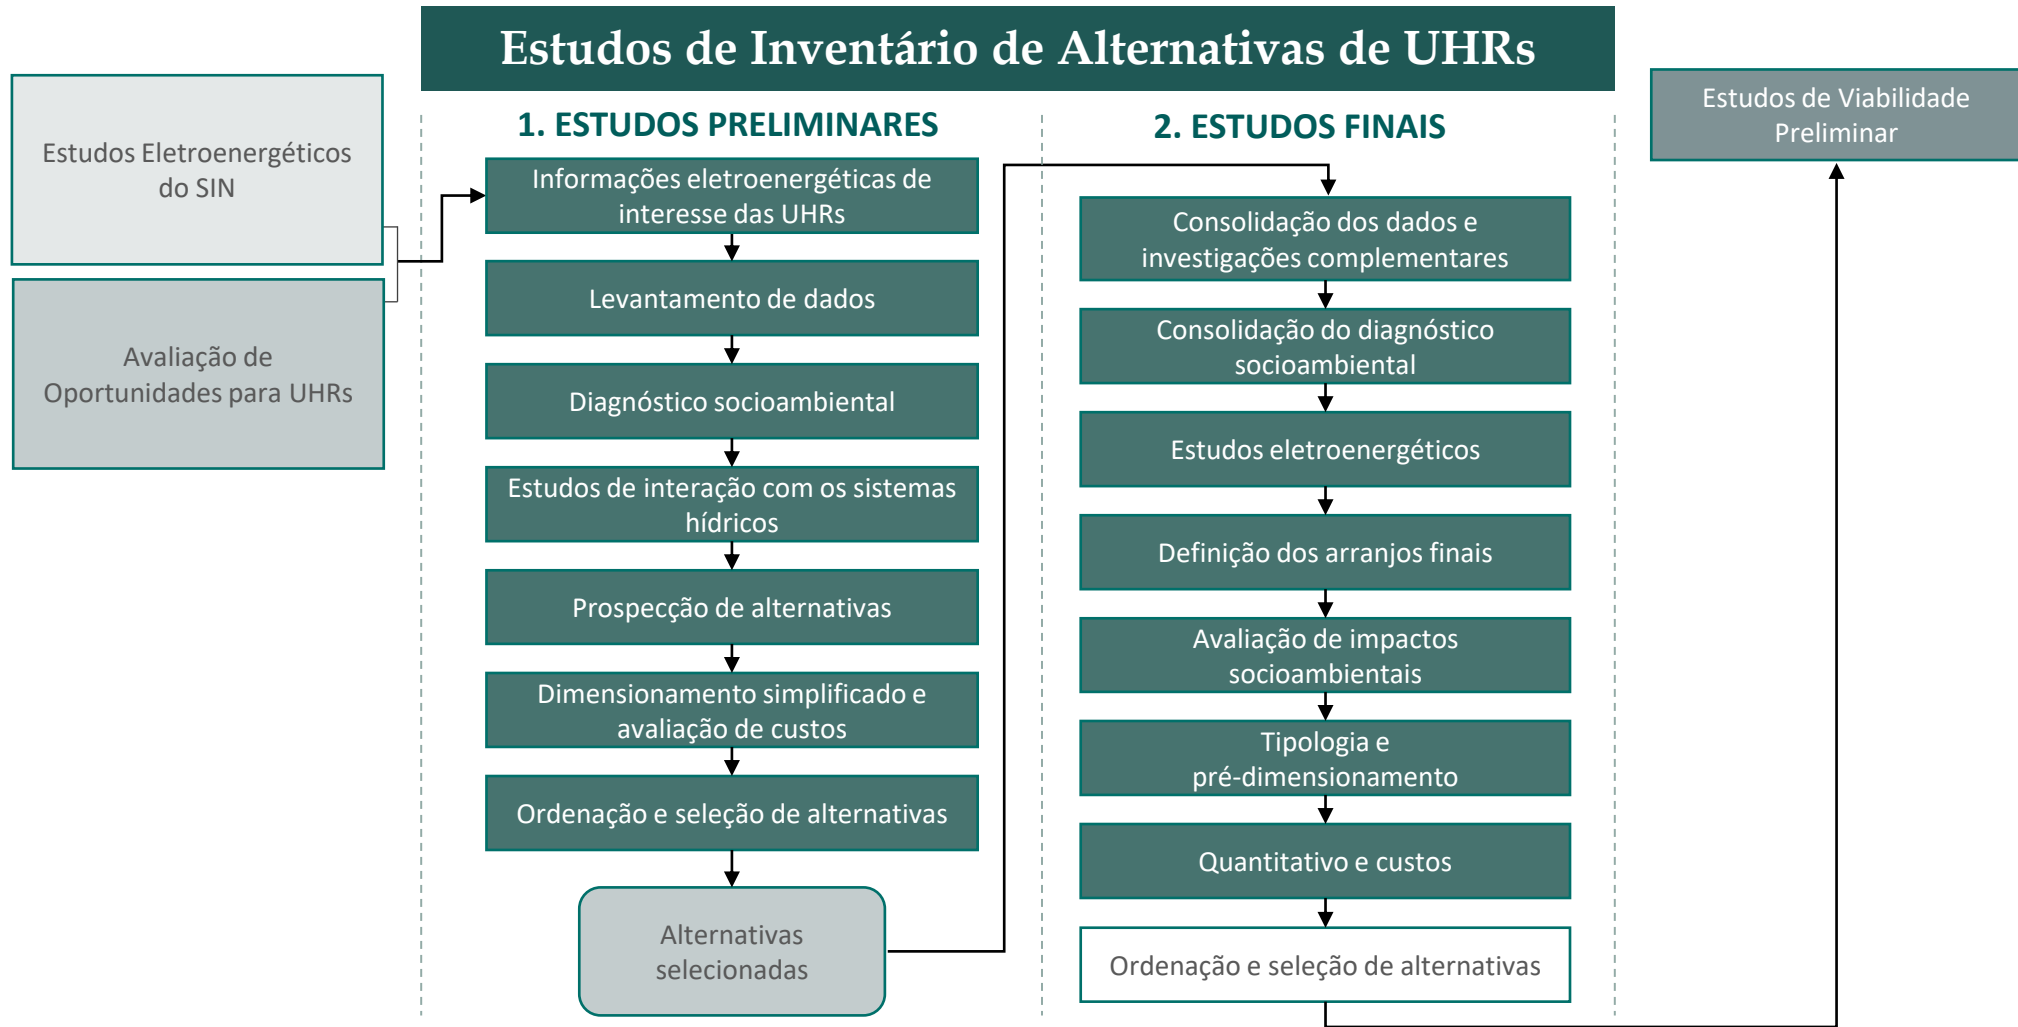 Estudos de Inventário de Alternativas de UHRs
Estudos Eletroenergéticos
do SIN
Avaliação de
Oportunidades para UHRs
1. ESTUDOS PRELIMINARES
Informações eletroenergéticas de
interesse das UHRs
Levantamento de dados
Diagnóstico socioambiental
Estudos de interação com os sistemas
hídricos
Prospecção de alternativas
Dimensionamento simplificado e
avaliação de custos
Ordenação e seleção de alternativas
Alternativas
selecionadas
2. ESTUDOS FINAIS
Consolidação dos dados e
investigações complementares
Consolidação do diagnóstico
socioambiental
Estudos eletroenergéticos
Definição dos arranjos finais
Avaliação de impactos
socioambientais
Tipologia e
pré-dimensionamento
Quantitativo e custos
Ordenação e seleção de alternativas
Estudos de Viabilidade
Preliminar